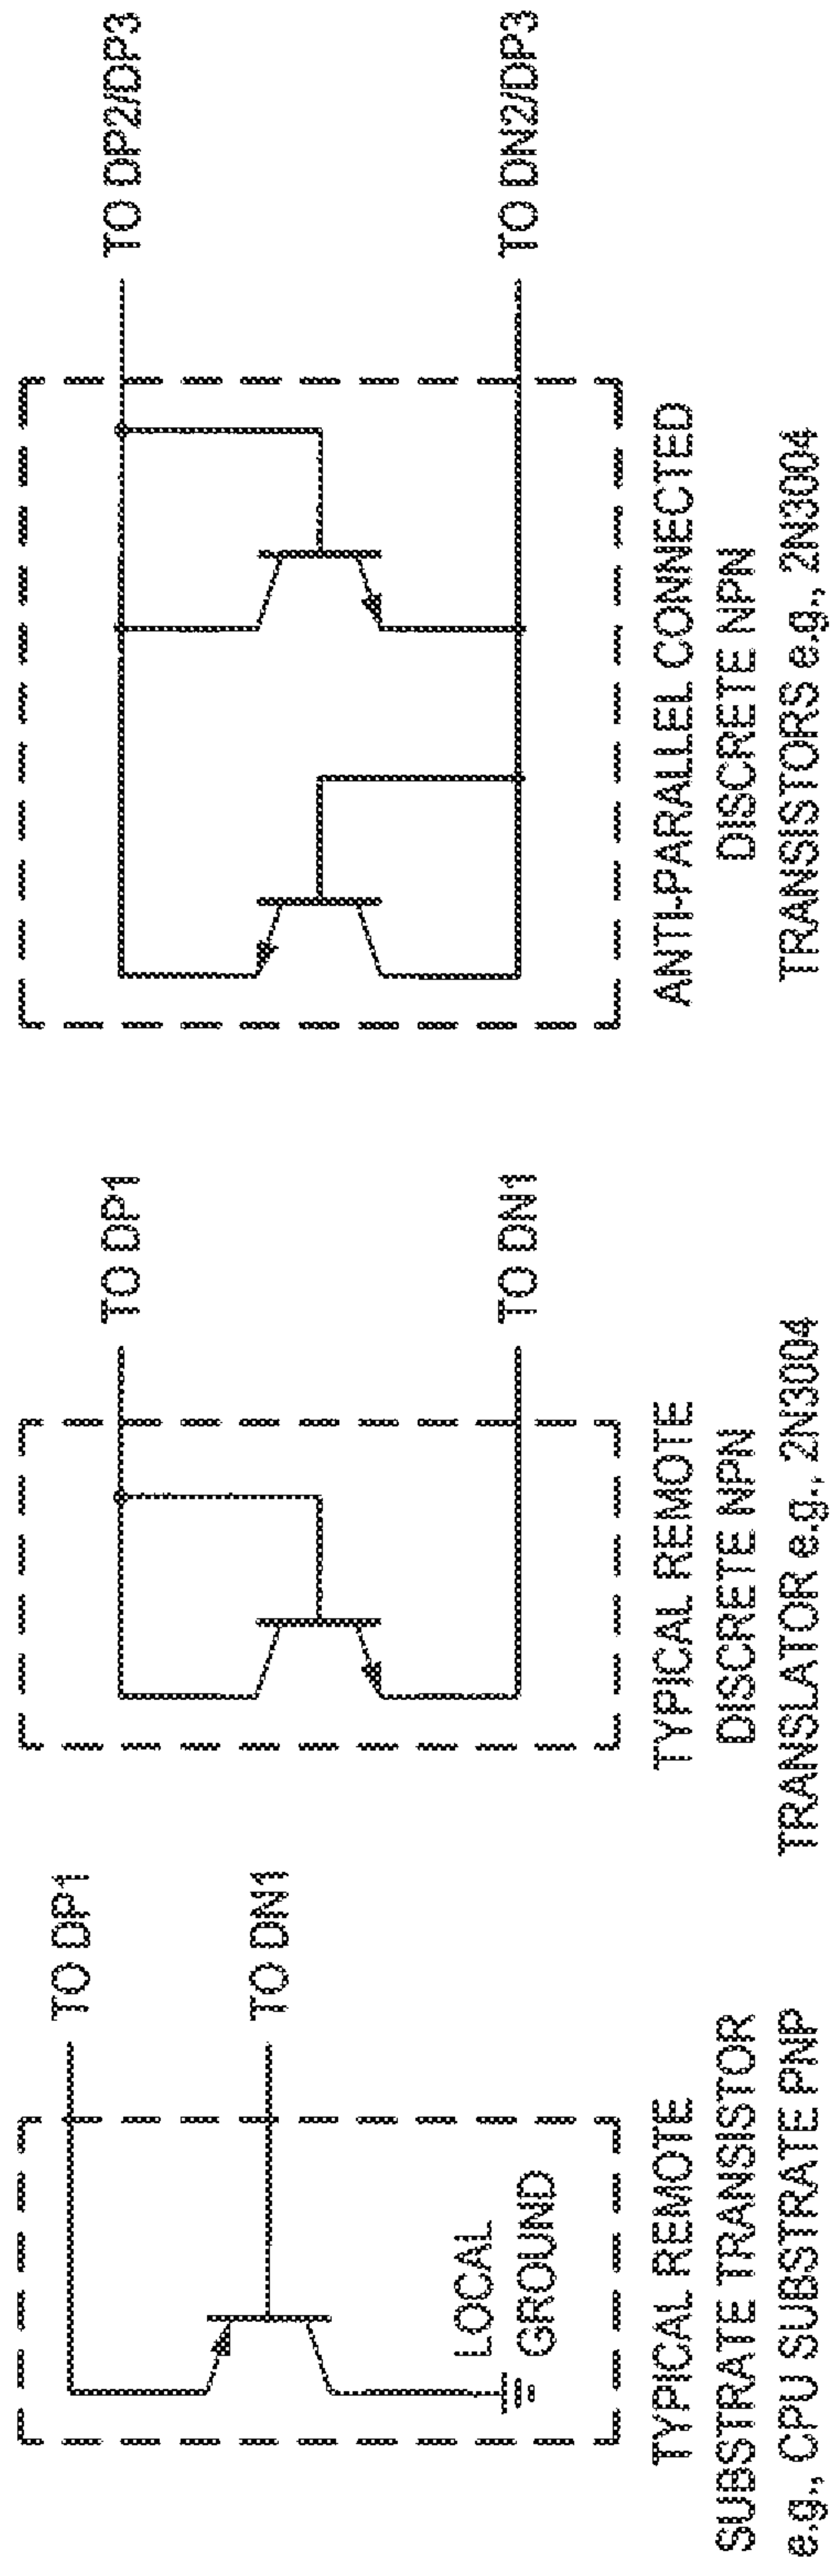 TO DP1
TO DN1
LOCAL
GROUND
TYPICAL REMOTE
SUBSTRATE TRANSISTOR
e.g., CPU SUBSTRATE PNP
TO DP1
TO DN1
TYPICAL REMOTE
DISCRETE NPN
TRANSLATOR e.g., 2N3004
TO DP2/DP3
TO DN2/DP3
ANTI-PARALLEL CONNECTED
DISCRETE NPN
TRANSISTORS e.g., 2N3004